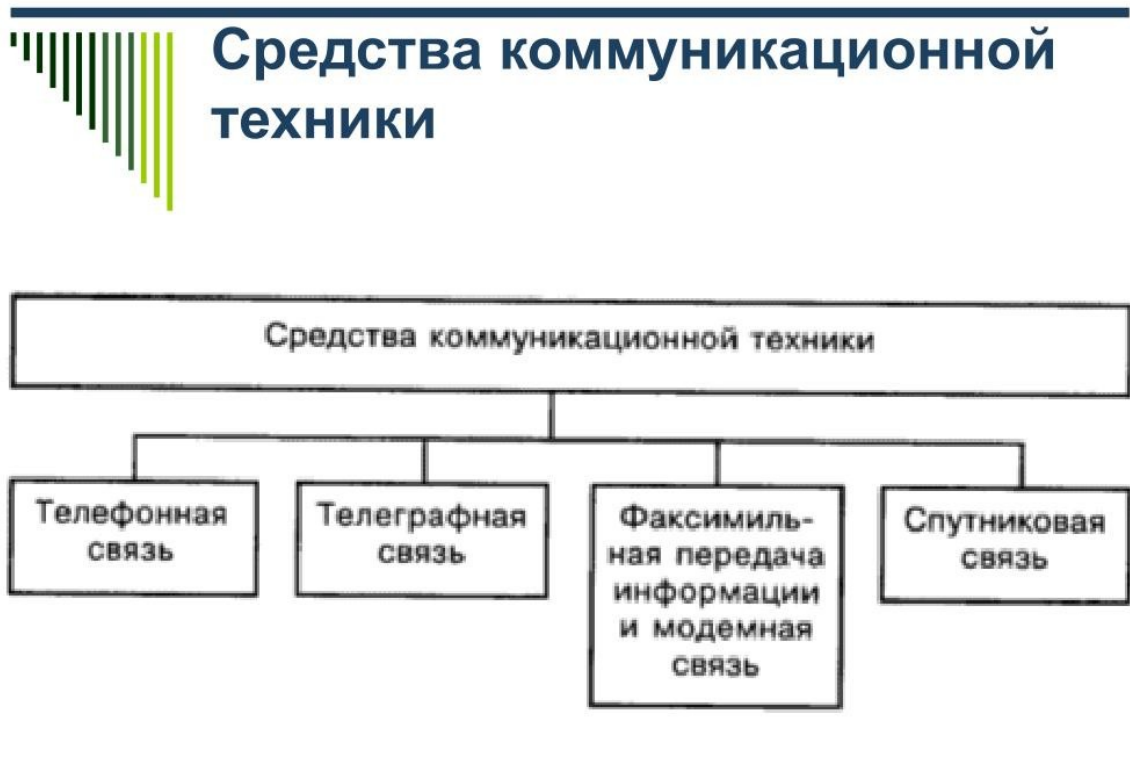 Средства коммуникационной
техники
Средства коммуникационной техники
Телефонная
связь
Телеграфная
связь
Факсимиль-
ная передача
информации
и модемная
связь
Спутниковая
связь